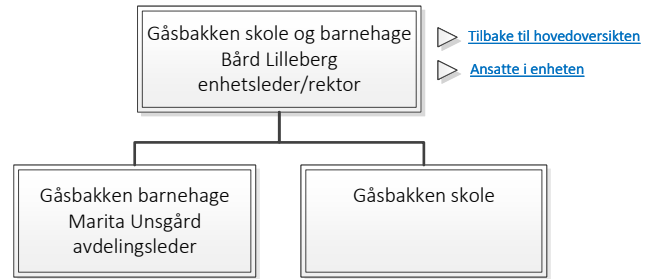 Gåsbakken skole og barnehage
Bård Lilleberg
enhetsleder/rektor
Tilbake til hovedoversikten
Ansatte i enheten
Gåsbakken barnehage
Marita Unsgård
avdelingsleder
Gåsbakken skole